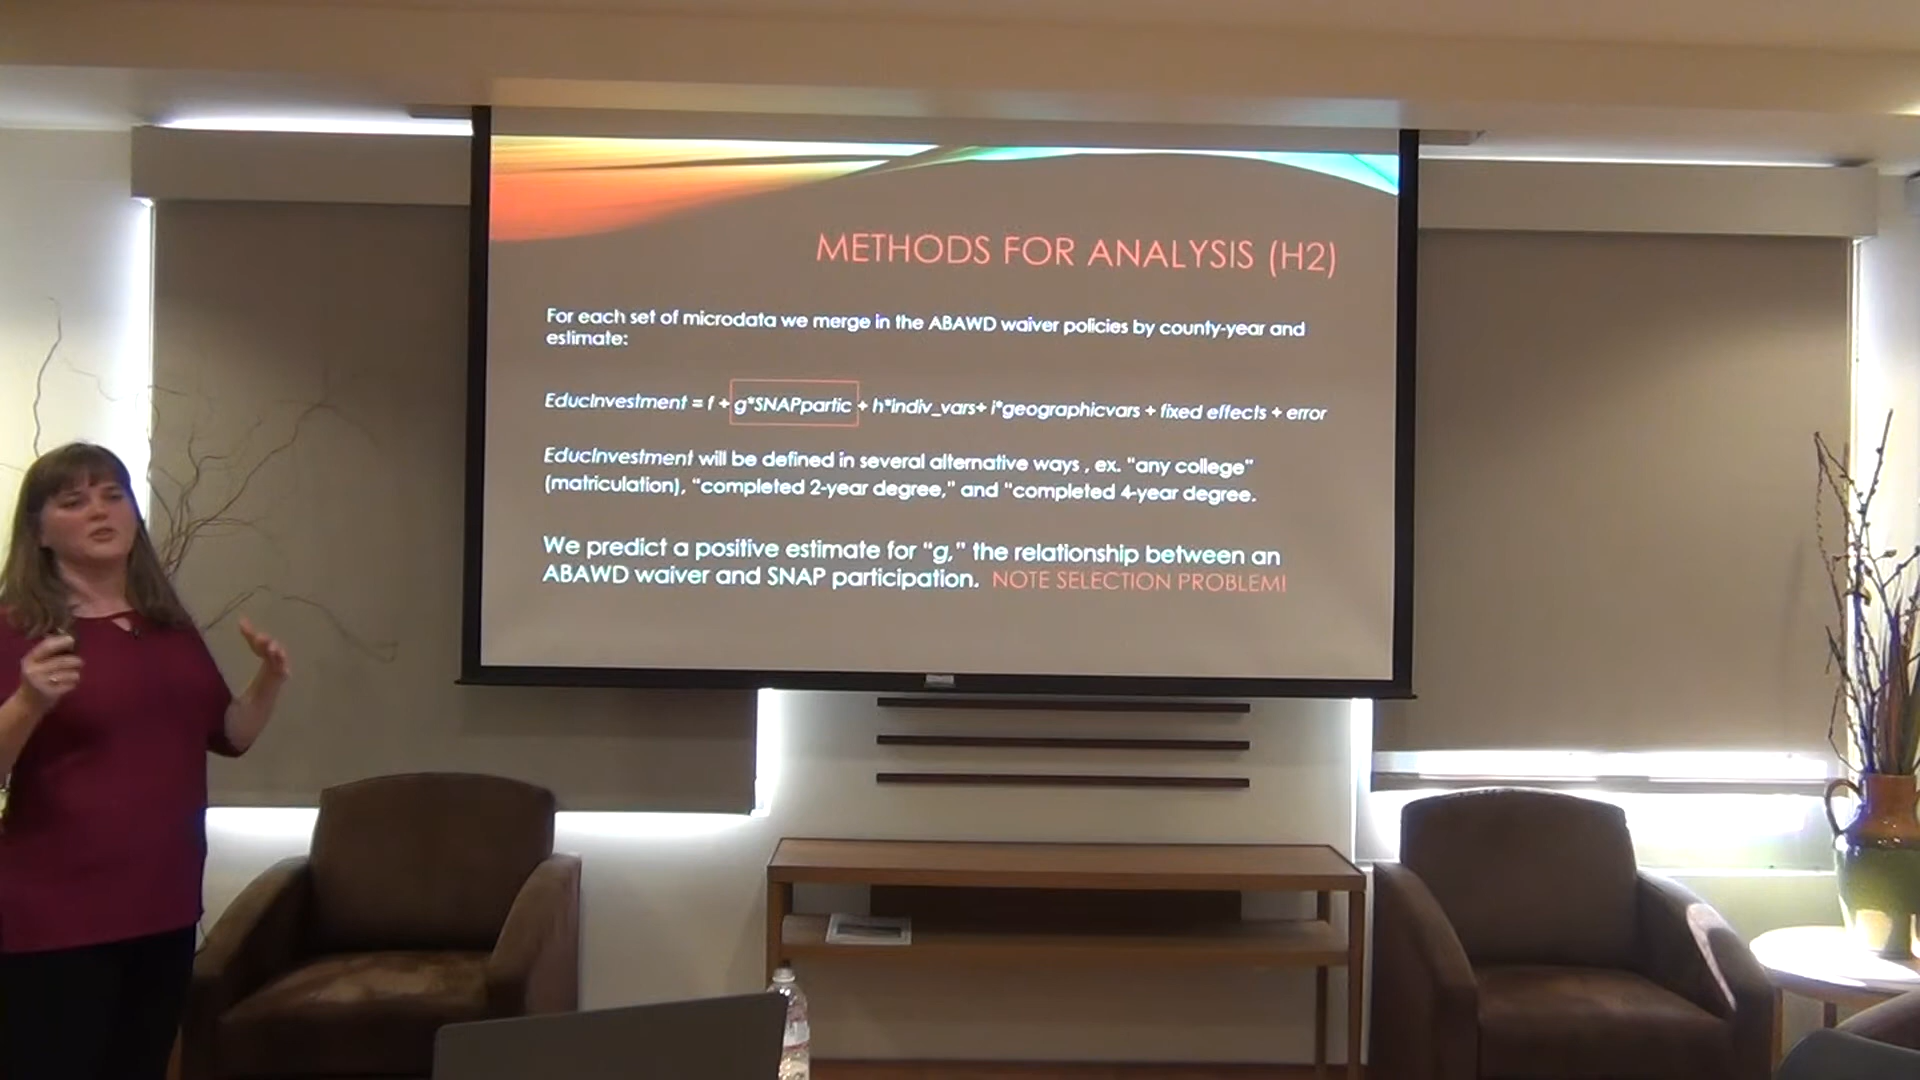 METHODS FOR ANALYSIS (H2)
For each set of microdata we merge in the ABAWD waiver policies by county-year and
estimate:
EducInvestment = f + g*SNAPpartic + h*indiv_vars+ i*geographicvars + fixed effects + error
EducInvestment will be defined in several alternative ways , ex. "any college"
(matriculation), "completed 2-year degree," and "completed 4-year degree.
We predict a positive estimate for "g," the relationship between an
ABAWD waiver and SNAP participation. NOTE SELECTION PROBLEM!